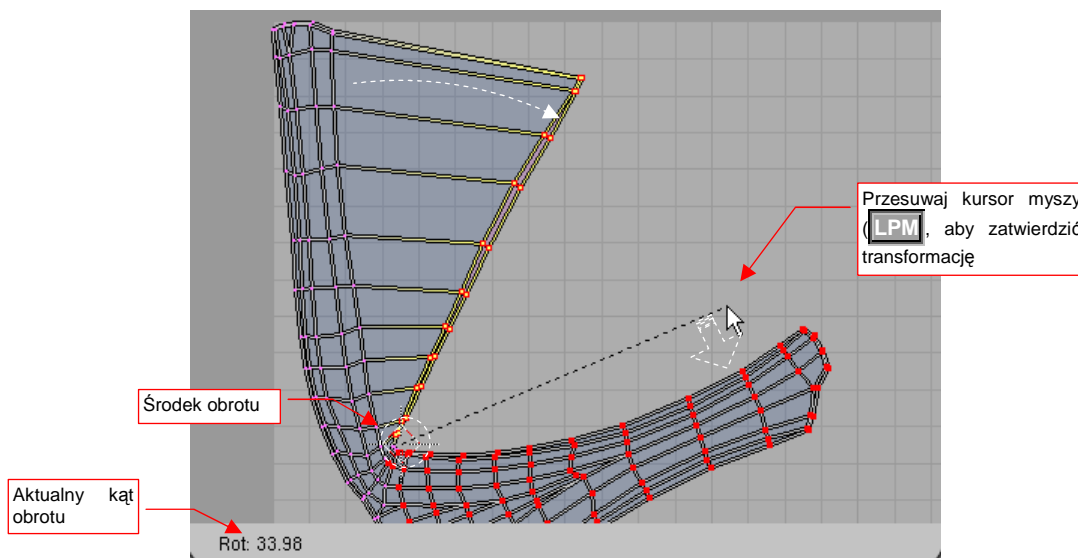 Przesuwaj kursor myszy
(LPM, aby zatwierdzić
transformację
Środek obrotu
Aktualny kąt
obrotu
Rot: 33.98